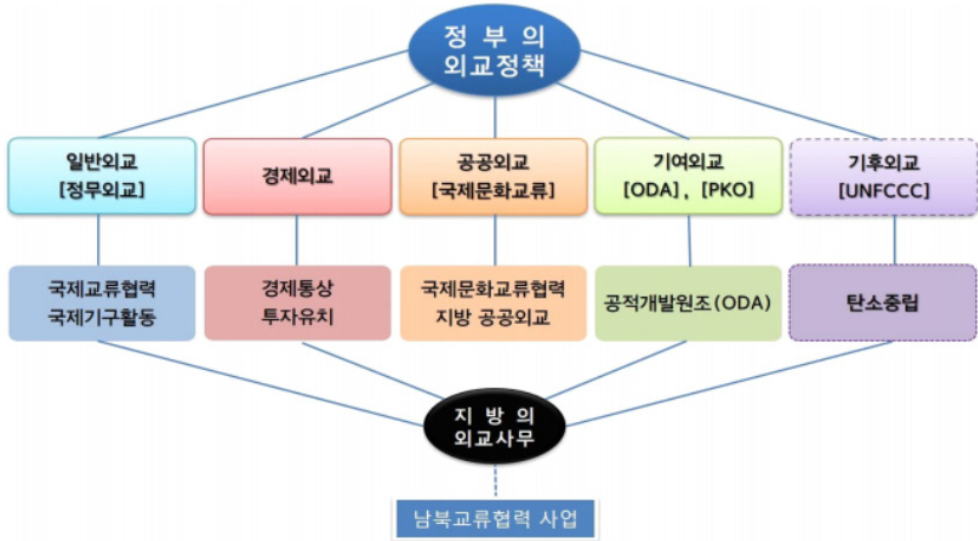 정 부 의
외교정책
일반외교
[정무외교]
경제외교
공공외교
[국제문화교류]
기여외교
[ODA], [PKO]
기후외교
[UNFCCC]
국제교류협력
국제기구활동
경제통상
투자유치
국제문화교류협력
지방 공공외교
공적개발원조(ODA)
탄소중립
지 방 의
외교사무
남북교류협력 사업